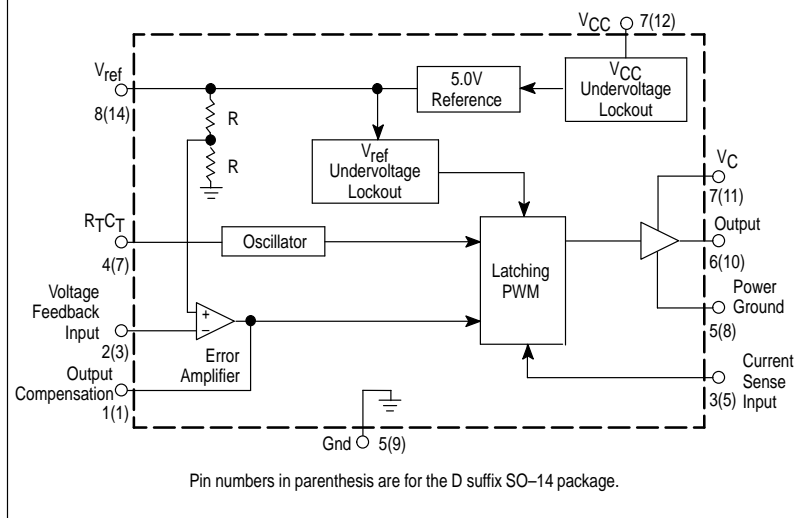 VCC 7(12)
Vref
8(14)
R
R
5.0V
Reference
VCC
Undervoltage
Lockout
Vref
Undervoltage
Lockout
VC
7(11)
RTCT
4(7)
Oscillator
Latching
PWM
Output
6(10)
Voltage
Feedback
Input
2(3)
+
–
Error
Amplifier
Power
Ground
5(8)
Output
Compensation
1(1)
Current
Sense
Input
3(5)
Gnd 5(9)
Pin numbers in parenthesis are for the D suffix SO–14 package.